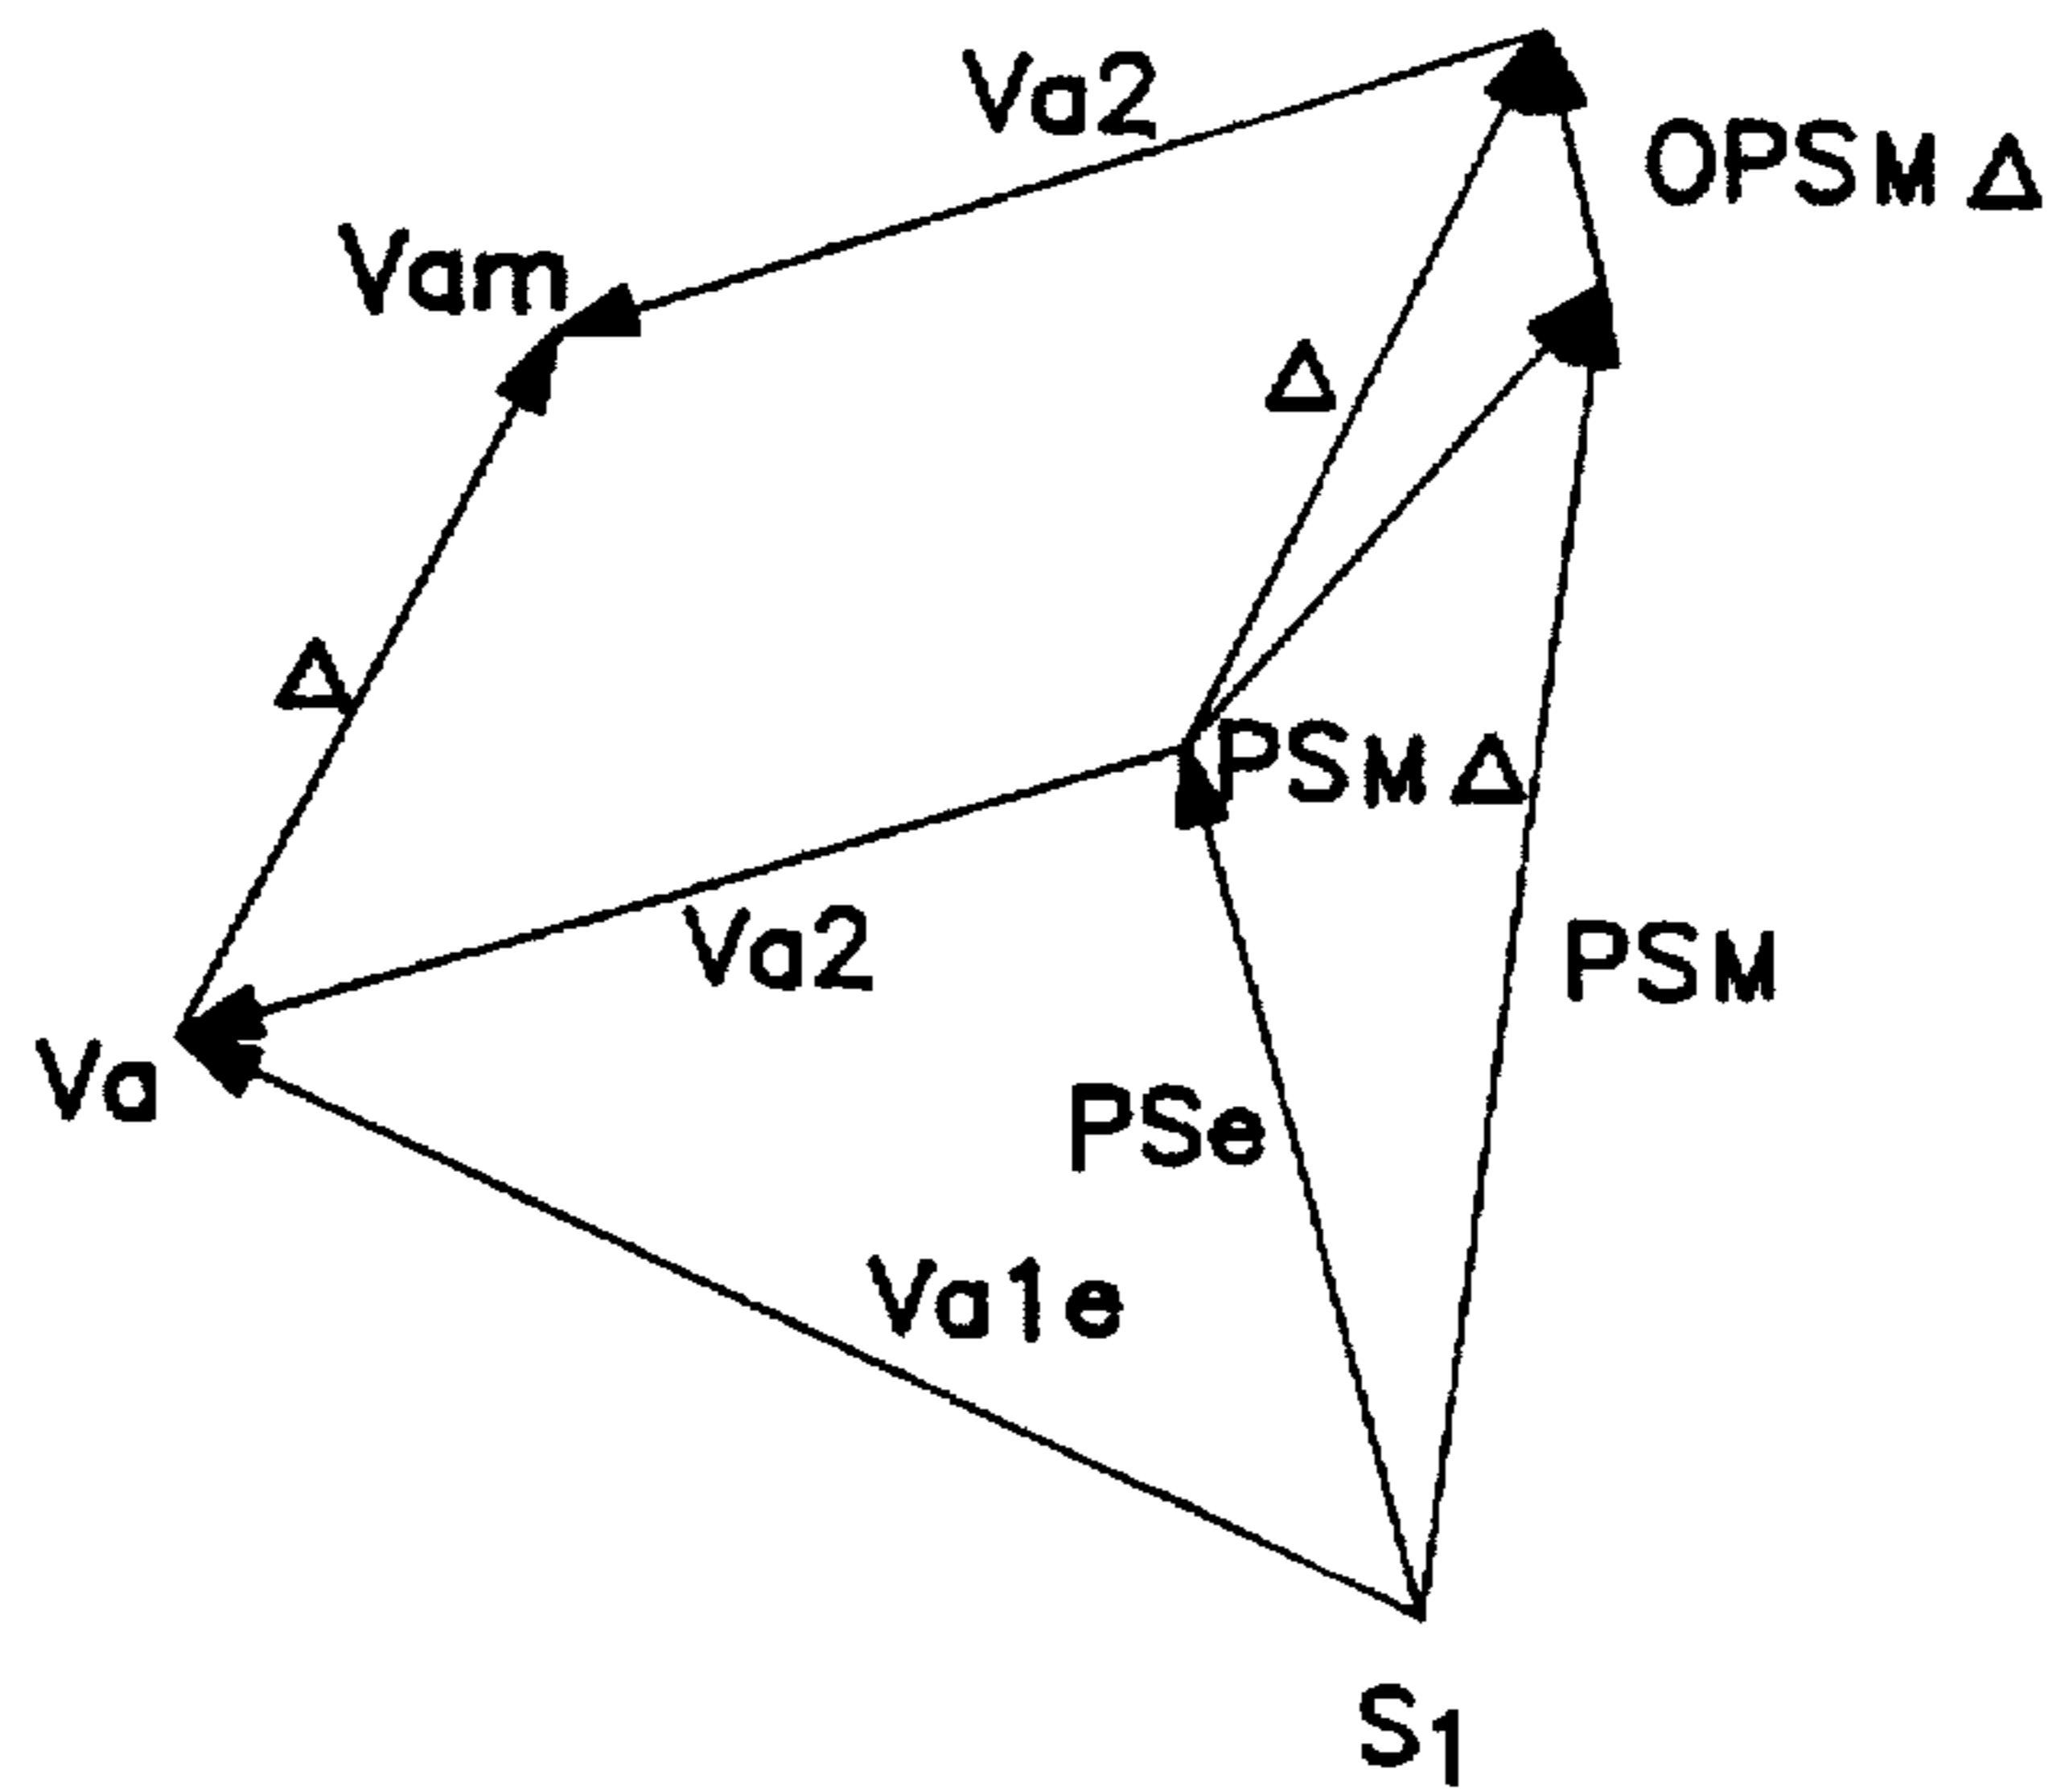 Va2
OPSM Δ
Vam
Δ
Δ
PSM Δ
Va2
PSM
Va
PSe
Va1e
S1